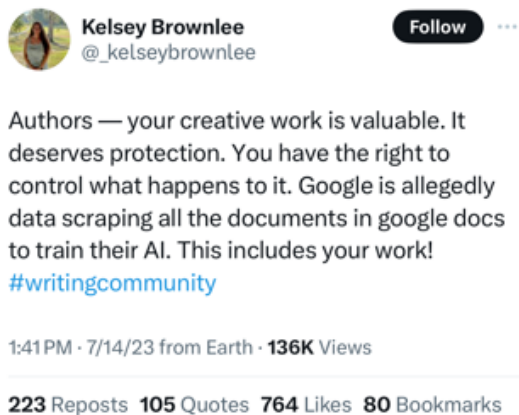 Kelsey Brownlee
@_kelseybrownlee
Follow
Authors — your creative work is valuable. It
deserves protection. You have the right to
control what happens to it. Google is allegedly
data scraping all the documents in google docs
to train their AI. This includes your work!
#writingcommunity
1:41 PM · 7/14/23 from Earth · 136K Views
223 Reposts 105 Quotes 764 Likes 80 Bookmarks